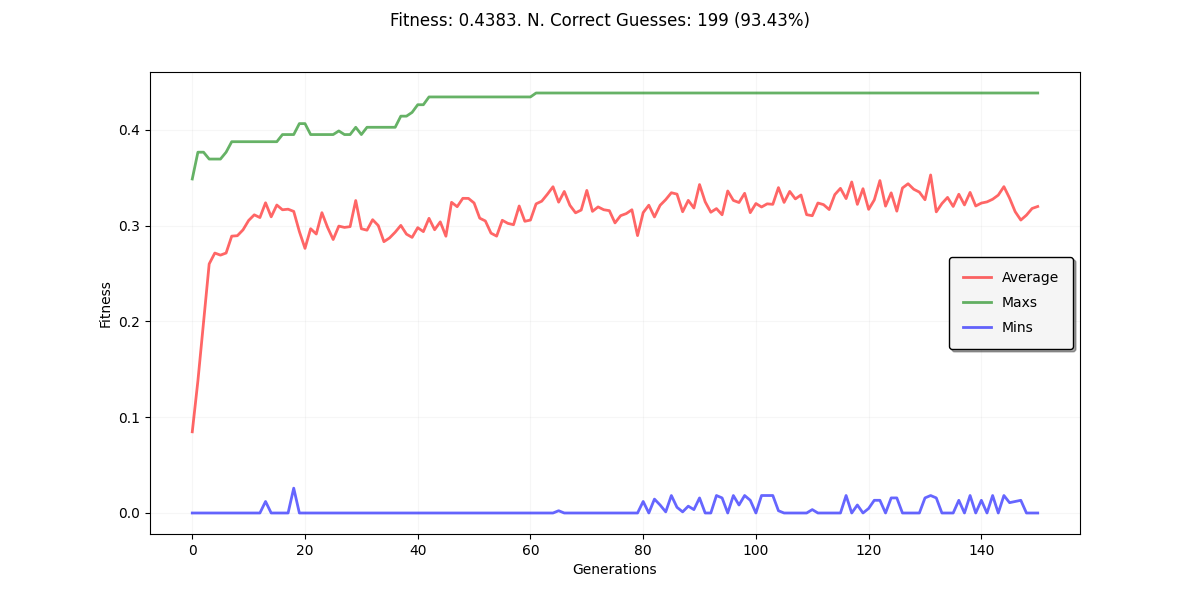 Fitness: 0.4383. N. Correct Guesses: 199 (93.43%)
0.4
0.3
0.2
0.1
0.0
Fitness
Average
Maxs
Mins
0 20 40 60 80 100 120 140
Generations